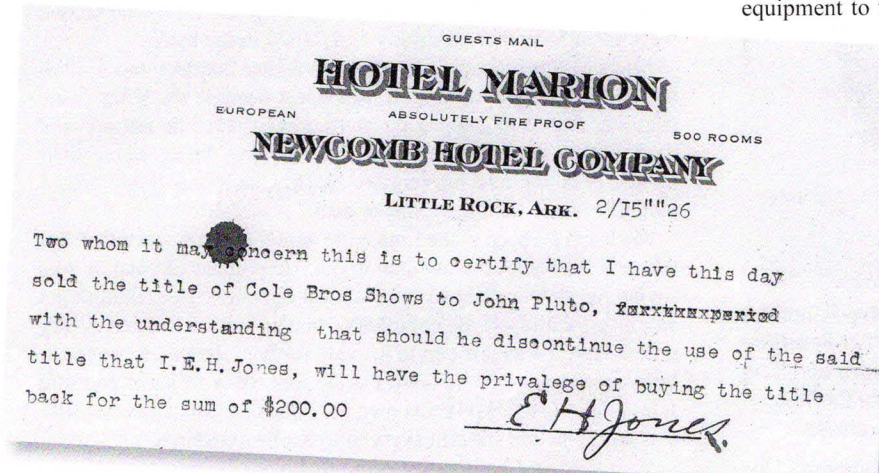 equipment to
GUESTS MAIL
HOTEL MARION
EUROPEAN ABSOLUTELY FIRE PROOF 500 ROOMS
NEWCOMB HOTEL COMPANY
LITTLE ROCK, ARK. 2/15""26
Two whom it may concern this is to certify that I have this day
sold the title of Cole Bros Shows to John Pluto,
with the understanding that should he discontinue the use of the said
title that I.E.H.Jones, will have the privalege of buying the title
back for the sum of $200.00
E H Jones.